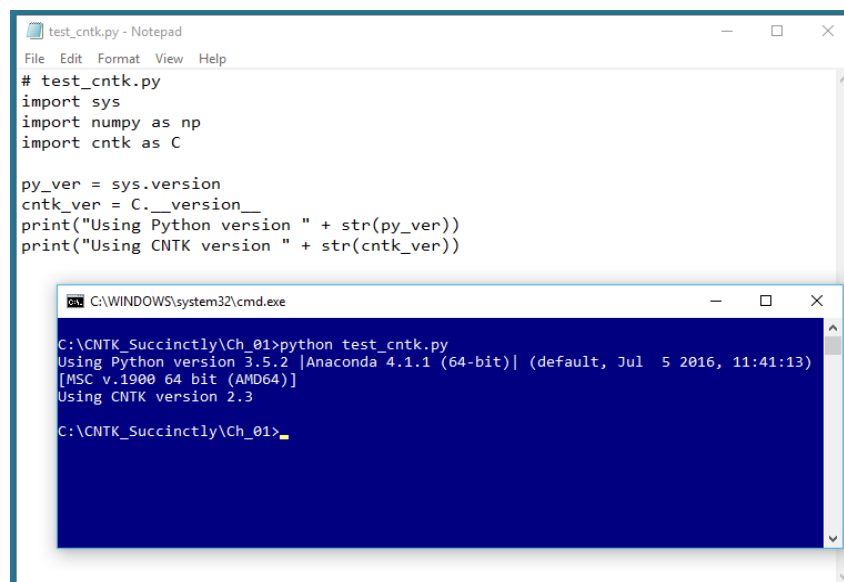 test_cntk.py - Notepad
File Edit Format View Help
# test_cntk.py
import sys
import numpy as np
import cntk as C
py_ver = sys.version
cntk_ver = C.__version__
print("Using Python version " + str(py_ver))
print("Using CNTK version " + str(cntk_ver))
C:\WINDOWS\system32\cmd.exe
C:\CNTK_Succinctly\Ch_01>python test_cntk.py
Using Python version 3.5.2 |Anaconda 4.1.1 (64-bit)| (default, Jul  5 2016, 11:41:13)
[MSC v.1900 64 bit (AMD64)]
Using CNTK version 2.3
C:\CNTK_Succinctly\Ch_01>